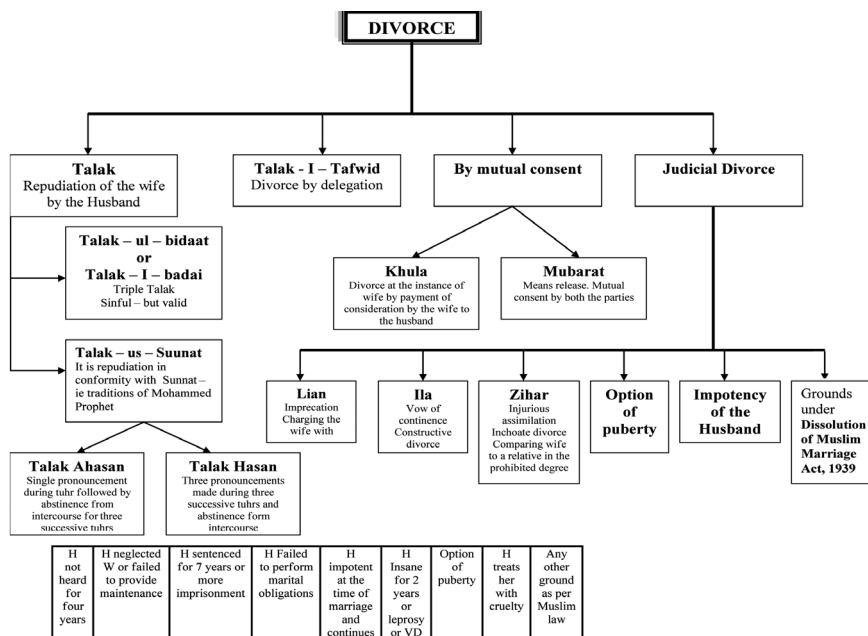 DIVORCE
Talak
Repudiation of the wife
by the Husband
Talak - I – Tafwid
Divorce by delegation
By mutual consent
Judicial Divorce
Talak – ul – bidaat
or
Talak – I – badai
Triple Talak
Sinful – but valid
Khula
Divorce at the instance of
wife by payment of
consideration by the wife to
the husband
Mubarat
Means release. Mutual
consent by both the parties
Talak – us – Suunat
It is repudiation in
conformity with Sunnat –
ie traditions of Mohammed
Prophet
Lian
Imprecation
Charging the
wife with
Ila
Vow of
continence
Constructive
divorce
Zihar
Injurious
assimilation
Inchoate divorce
Comparing wife
to a relative in the
prohibited degree
Option
of
puberty
Impotency
of the
Husband
Grounds
under
Dissolution
of Muslim
Marriage
Act, 1939
Talak Ahasan
Single pronouncement
during tuhr followed by
abstinence from
intercourse for three
successive tuhrs
Talak Hasan
Three pronouncements
made during three
successive tuhrs and
abstinence form
intercourse
H
not
heard
for four
years
H neglected
W or failed
to provide
maintenance
H sentenced
for 7 years or
more
imprisonment
H Failed
to perform
marital
obligations
H
impotent
at the
time of
marriage
and
continues
H
Insane
for 2
years
or
leprosy
or VD
Option
of
puberty
H
treats
her
with
cruelty
Any
other
ground
as per
Muslim
law